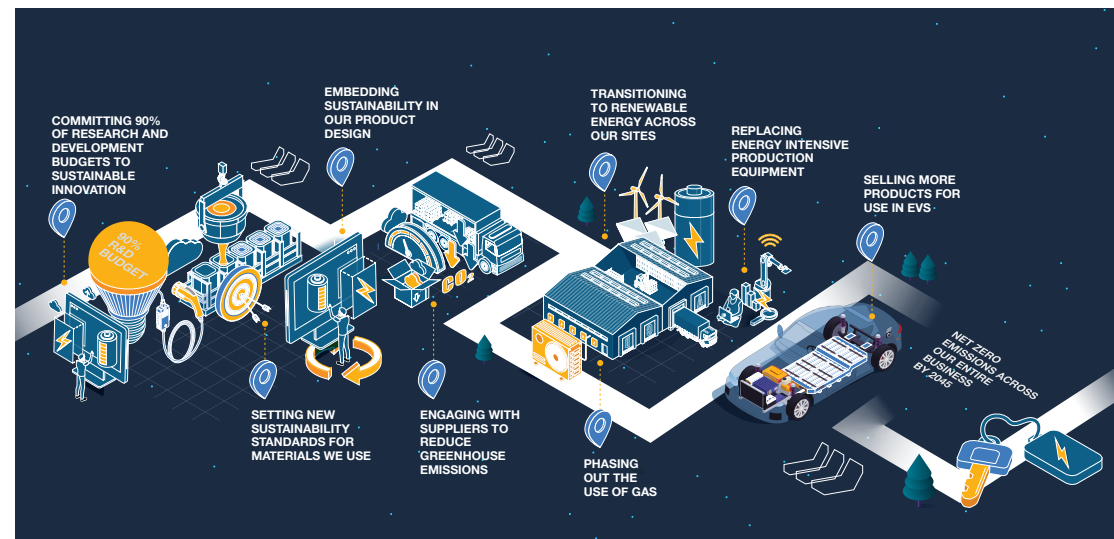 COMMITTING 90%
OF RESEARCH AND
DEVELOPMENT
BUDGETS TO
SUSTAINABLE
INNOVATION
90%
R&D
BUDGET
SETTING NEW
SUSTAINABILITY
STANDARDS FOR
MATERIALS WE USE
EMBEDDING
SUSTAINABILITY IN
OUR PRODUCT
DESIGN
CO2
ENGAGING WITH
SUPPLIERS TO
REDUCE
GREENHOUSE
EMISSIONS
TRANSITIONING
TO RENEWABLE
ENERGY ACROSS
OUR SITES
PHASING
OUT THE
USE OF GAS
REPLACING
ENERGY INTENSIVE
PRODUCTION
EQUIPMENT
SELLING MORE
PRODUCTS FOR
USE IN EVS
NET ZERO
EMISSIONS ACROSS
OUR ENTIRE
BUSINESS
BY 2045